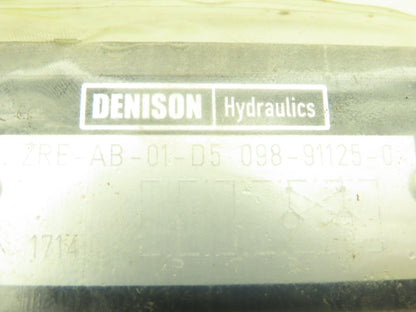 DENISON Hydraulics
ZRE-AB-01-D5 098-91125-0
1714